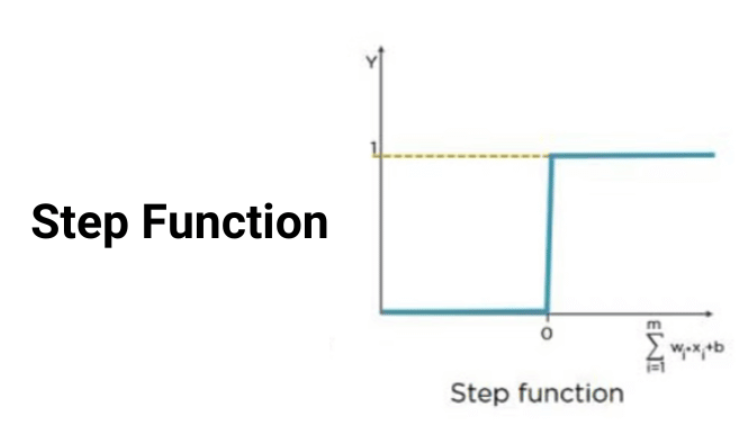 Step Function
Y
1
0
m
∑ wᵢ*xᵢ+b
i=1
Step function